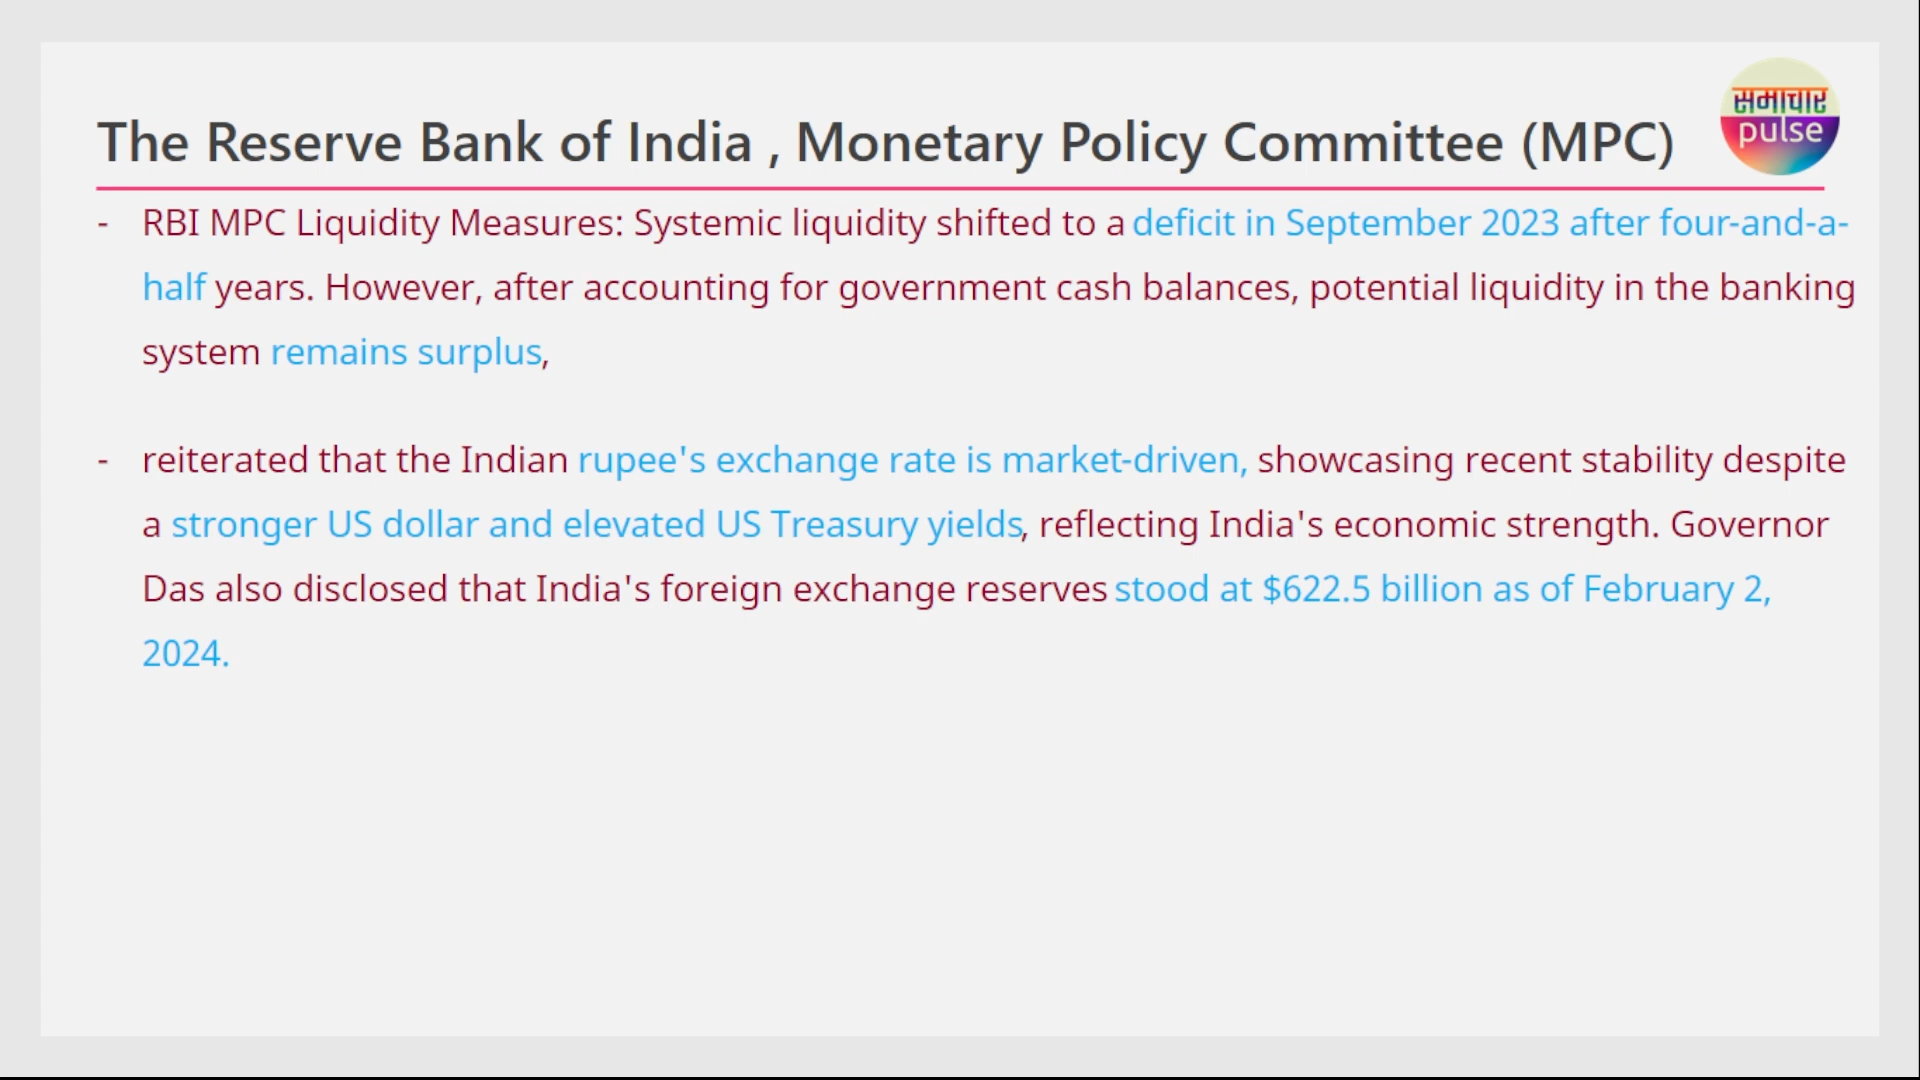 समाचार
pulse
The Reserve Bank of India , Monetary Policy Committee (MPC)
- RBI MPC Liquidity Measures: Systemic liquidity shifted to a deficit in September 2023 after four-and-a-
half years. However, after accounting for government cash balances, potential liquidity in the banking
system remains surplus,
- reiterated that the Indian rupee's exchange rate is market-driven, showcasing recent stability despite
a stronger US dollar and elevated US Treasury yields, reflecting India's economic strength. Governor
Das also disclosed that India's foreign exchange reserves stood at $622.5 billion as of February 2,
2024.